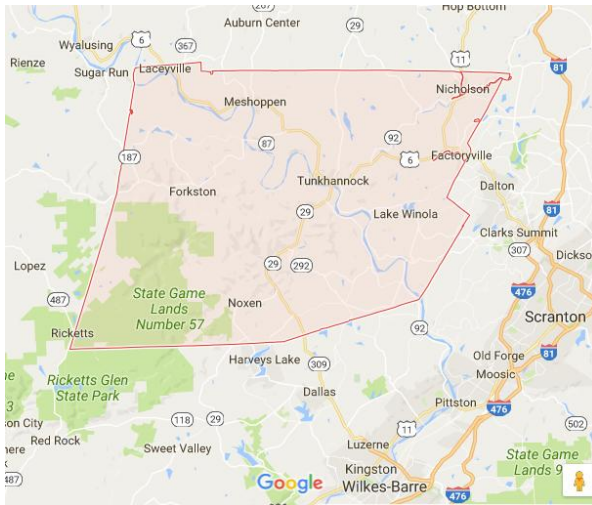 267
Hop Bottom
Auburn Center
29
Wyalusing
6
367
11
Rienze
Sugar Run
Laceyville
81
Nicholson
Meshoppen
87
92
187
6
Factoryville
Tunkhannock
Forkston
Dalton
29
Lake Winola
81
Clarks Summit
307
Dickso
Lopez
29
292
476
487
State Game
Lands
Number 57
Noxen
Scranton
Ricketts
92
Harveys Lake
309
Old Forge
81
Moosic
Ricketts Glen
State Park
Dallas
Pittston
476
3
son City
118
29
11
502
Red Rock
Sweet Valley
Luzerne
State Game
Lands 9
487
Kingston
Google
Wilkes-Barre
476